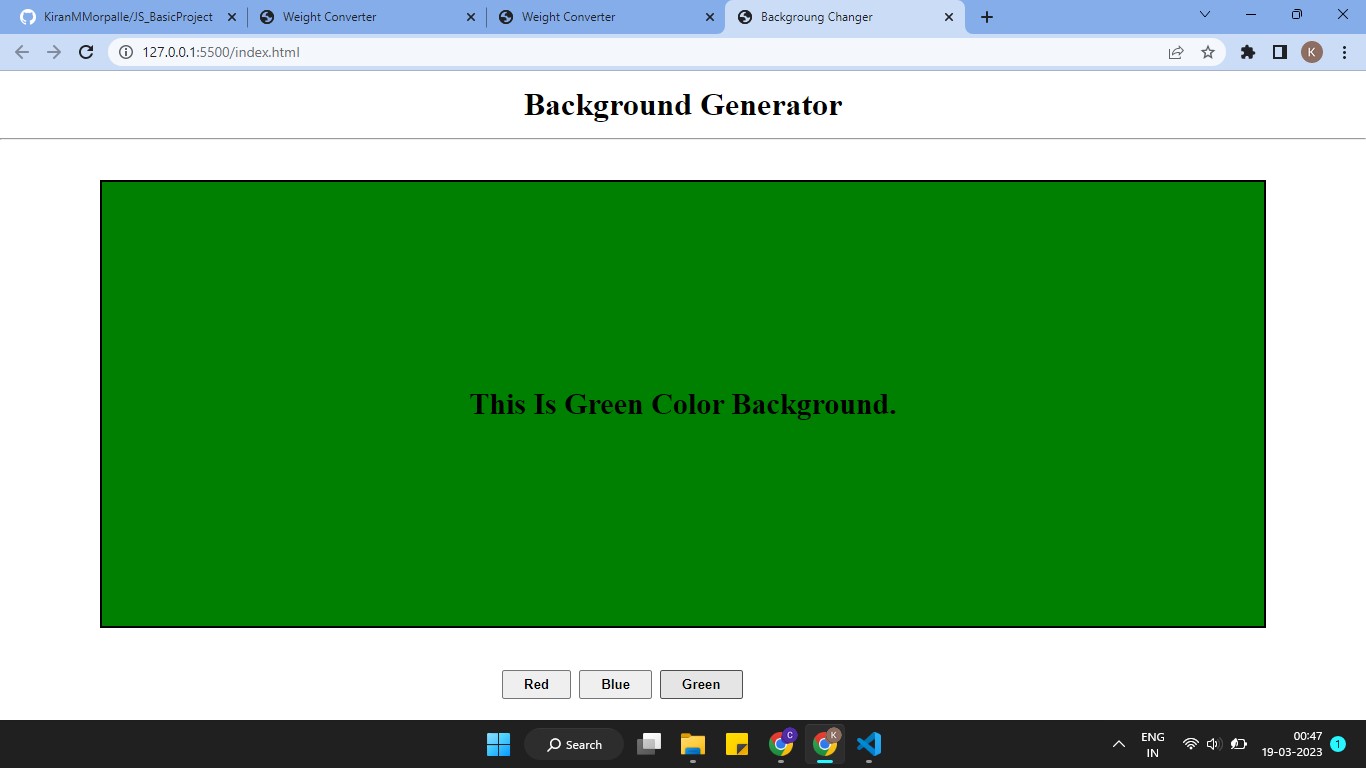 KiranMMorpalle/JS_BasicProject
Weight Converter
Weight Converter
Backgroung Changer
127.0.0.1:5500/index.html
K
Background Generator
This Is Green Color Background.
Red
Blue
Green
Search
C
K
ENG
IN
00:47
19-03-2023
1